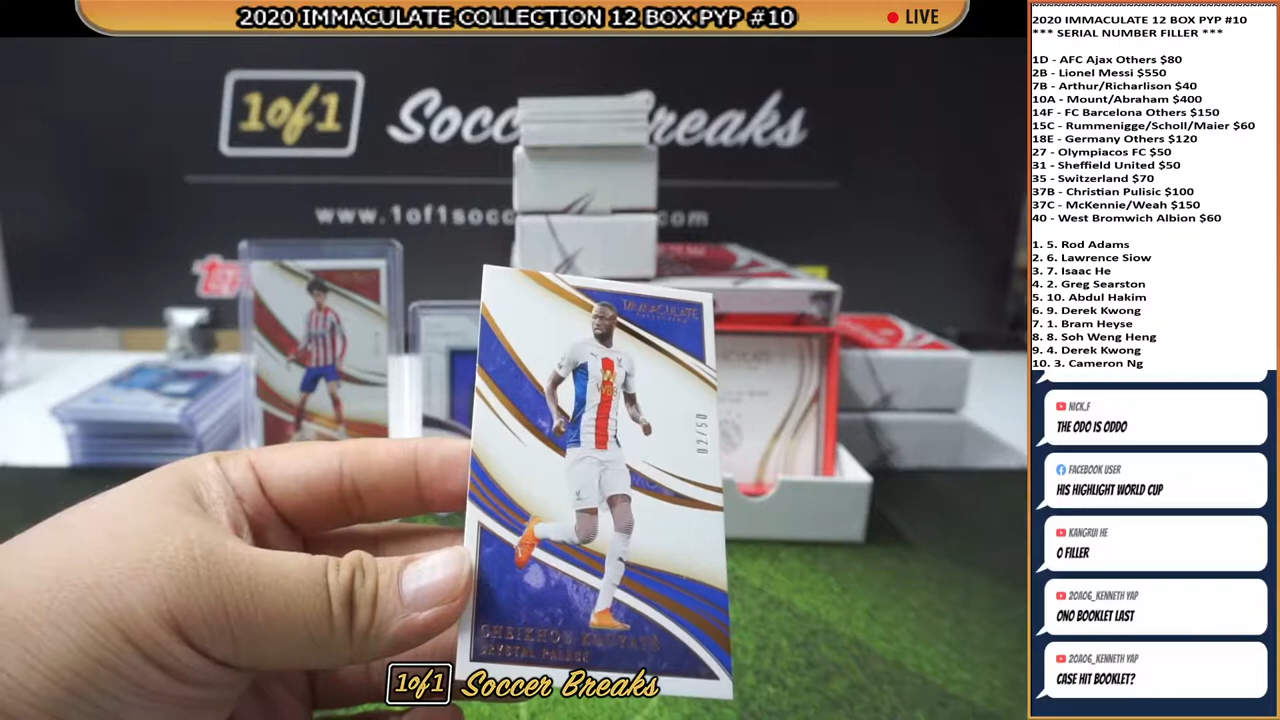 2020 IMMACULATE COLLECTION 12 BOX PYP #10
LIVE
1of1 Soccer Breaks
www.1of1socc
com
IMMACULATE
COLLECTION
02/50
CHEIKHOU KOUYATÉ
CRYSTAL PALACE
1of1 Soccer Breaks
2020 IMMACULATE 12 BOX PYP #10
*** SERIAL NUMBER FILLER ***
1D - AFC Ajax Others $80
2B - Lionel Messi $550
7B - Arthur/Richarlison $40
10A - Mount/Abraham $400
14F - FC Barcelona Others $150
15C - Rummenigge/Scholl/Maier $60
18E - Germany Others $120
27 - Olympiacos FC $50
31 - Sheffield United $50
35 - Switzerland $70
37B - Christian Pulisic $100
37C - McKennie/Weah $150
40 - West Bromwich Albion $60
1. 5. Rod Adams
2. 6. Lawrence Siow
3. 7. Isaac He
4. 2. Greg Searston
5. 10. Abdul Hakim
6. 9. Derek Kwong
7. 1. Bram Heyse
8. 8. Soh Weng Heng
9. 4. Derek Kwong
10. 3. Cameron Ng
NICK.F
THE ODO IS ODDO
FACEBOOK USER
HIS HIGHLIGHT WORLD CUP
KANGRUI HE
O FILLER
20A06_KENNETH YAP
ONO BOOKLET LAST
20A06_KENNETH YAP
CASE HIT BOOKLET?